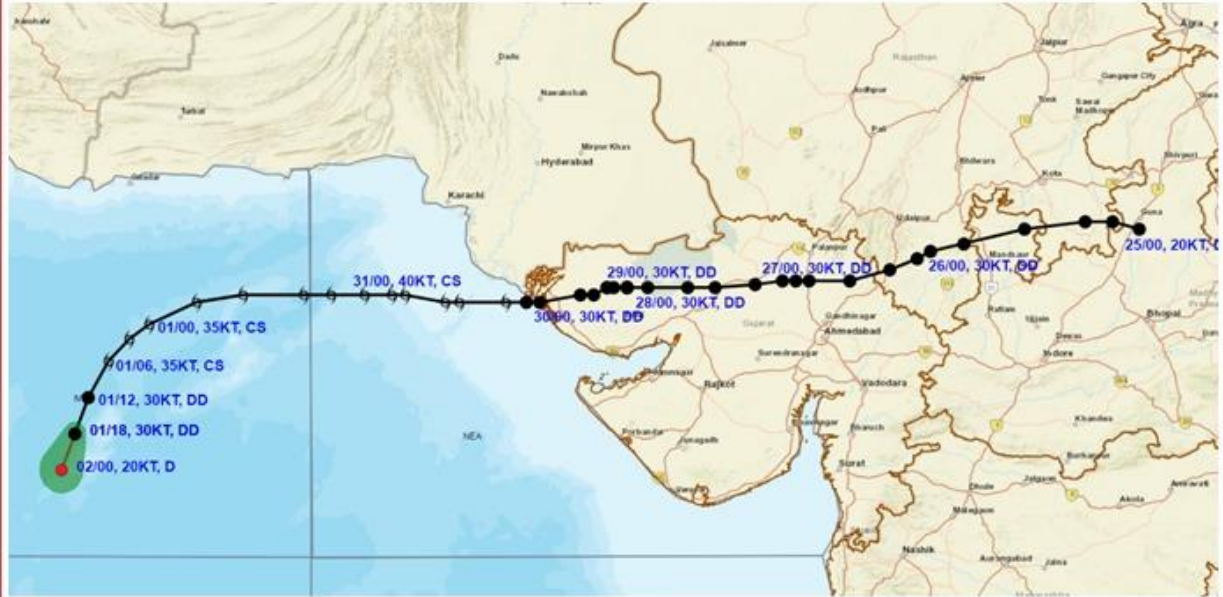 Agra
Jaipur
Jaisalmer
Rajasthan
Dadu
Ajmer
Gangapur City
Nawabshah
Jodhpur
Tonk
Sawai
Madhopur
Turbat
Pali
Mirpur Khas
Hyderabad
Bhilwara
Shivpuri
Kota
Karachi
Udaipur
Guna
25/00, 20KT, D
Palanpur
Mandsaur
29/00, 30KT, DD
27/00, 30KT, DD
26/00, 30KT, DD
31/00, 40KT, CS
28/00, 30KT, DD
Ratlam
Ujjain
30/00, 30KT, DD
Gandhinagar
Ahmedabad
Gujarat
Bhopal
01/00, 35KT, CS
Dewas
Indore
Surendranagar
01/06, 35KT, CS
Jamnagar
Rajkot
Vadodara
01/12, 30KT, DD
Khandwa
01/18, 30KT, DD
NEA
Porbandar
Junagadh
Bharuch
Burhanpur
02/00, 20KT, D
Surat
Jalgaon
Amravati
Dhule
Akola
Malegaon
Nashik
Aurangabad
Jalna
Maharashtra